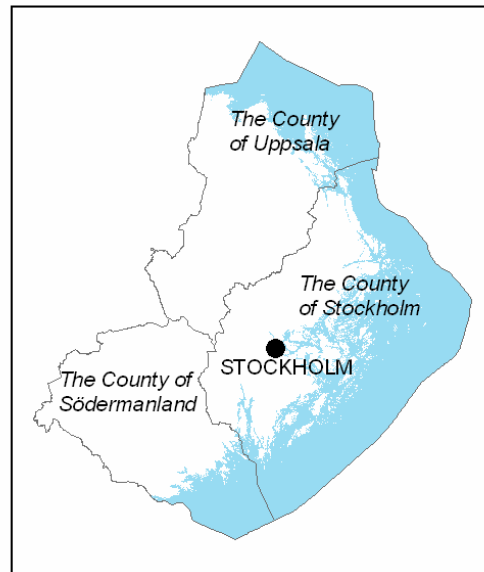 The County
of Uppsala
The County
of Stockholm
STOCKHOLM
The County of
Södermanland